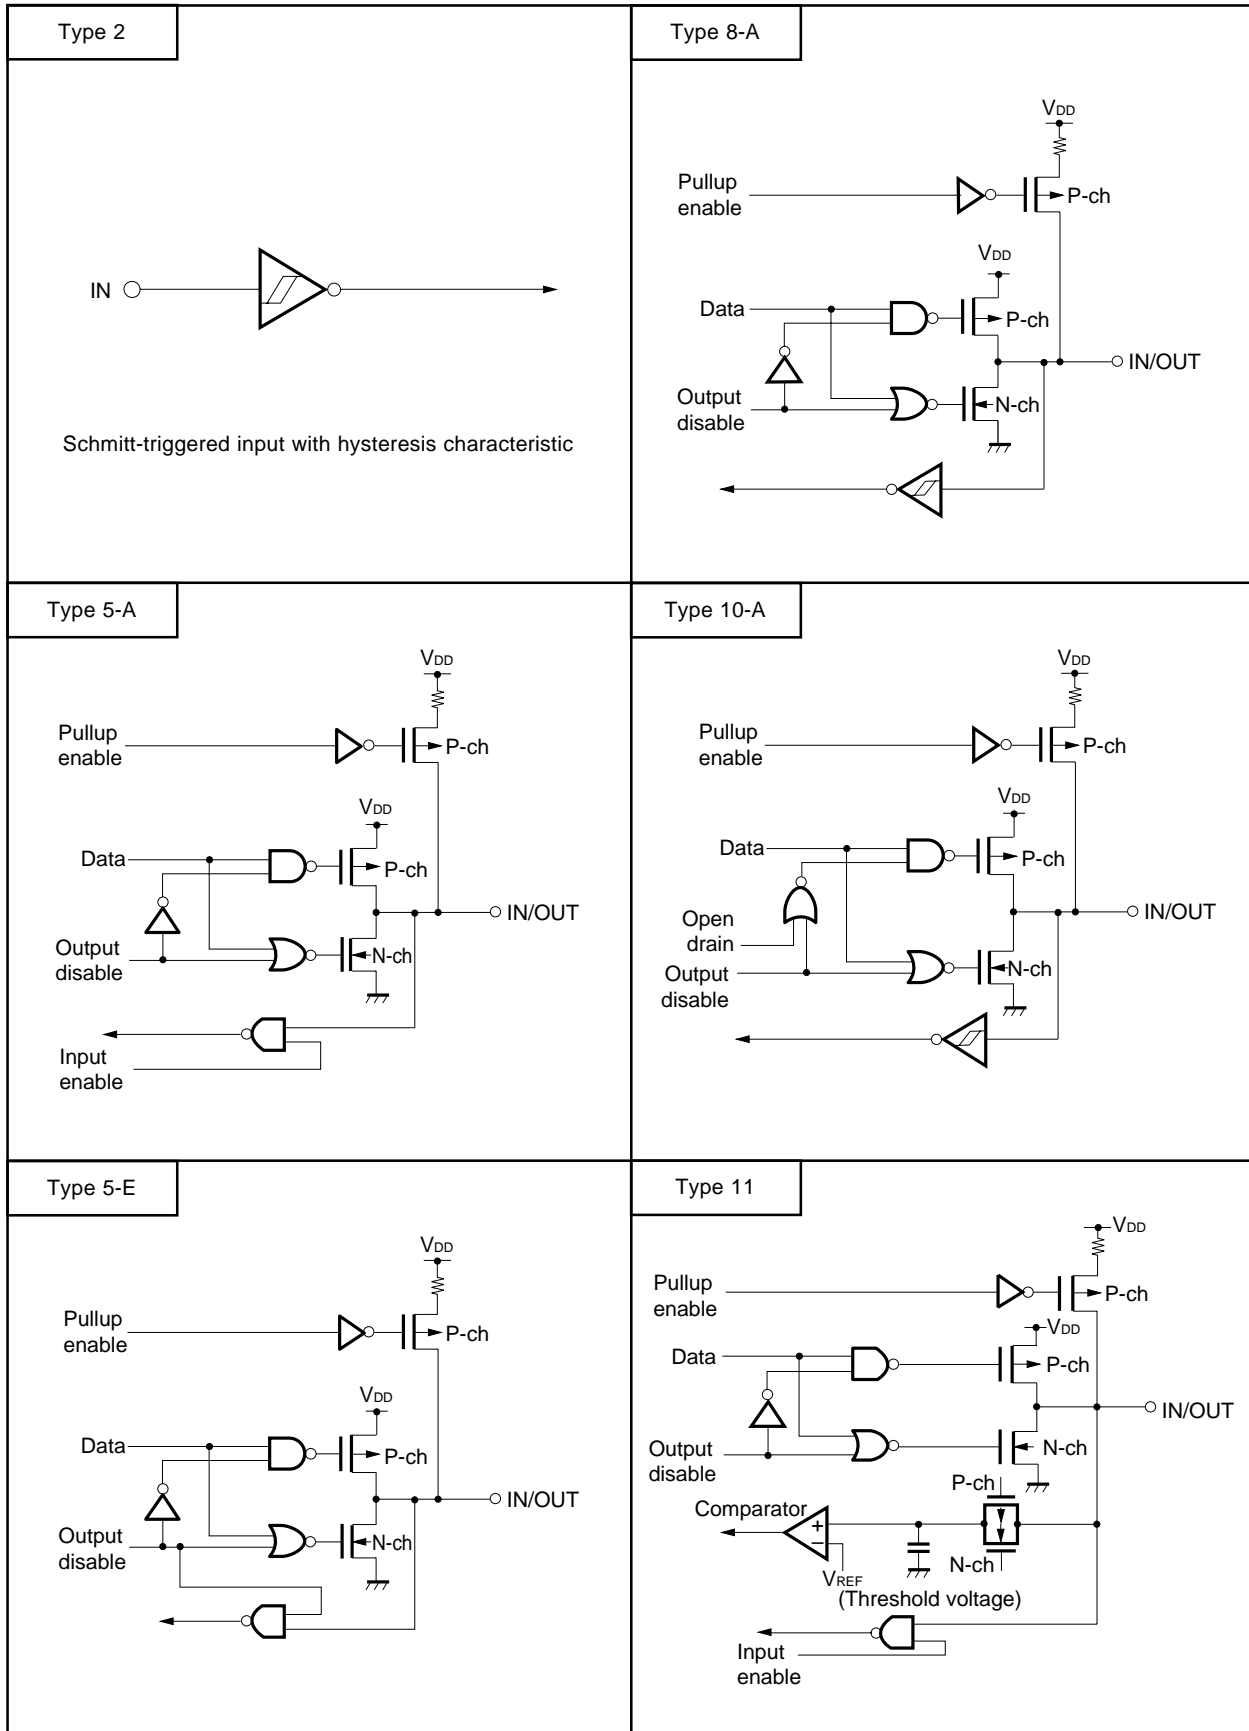 Type 2
IN
Schmitt-triggered input with hysteresis characteristic
Type 8-A
VDD
Pullup
enable
P-ch
VDD
Data
P-ch
IN/OUT
Output
disable
N-ch
Type 5-A
VDD
Pullup
enable
P-ch
VDD
Data
P-ch
IN/OUT
Output
disable
N-ch
Input
enable
Type 10-A
VDD
Pullup
enable
P-ch
VDD
Data
P-ch
Open
drain
IN/OUT
Output
disable
N-ch
Type 5-E
VDD
Pullup
enable
P-ch
VDD
Data
P-ch
IN/OUT
Output
disable
N-ch
Type 11
VDD
Pullup
enable
P-ch
VDD
Data
P-ch
IN/OUT
Output
disable
N-ch
P-ch
Comparator
+
−
N-ch
VREF
(Threshold voltage)
Input
enable